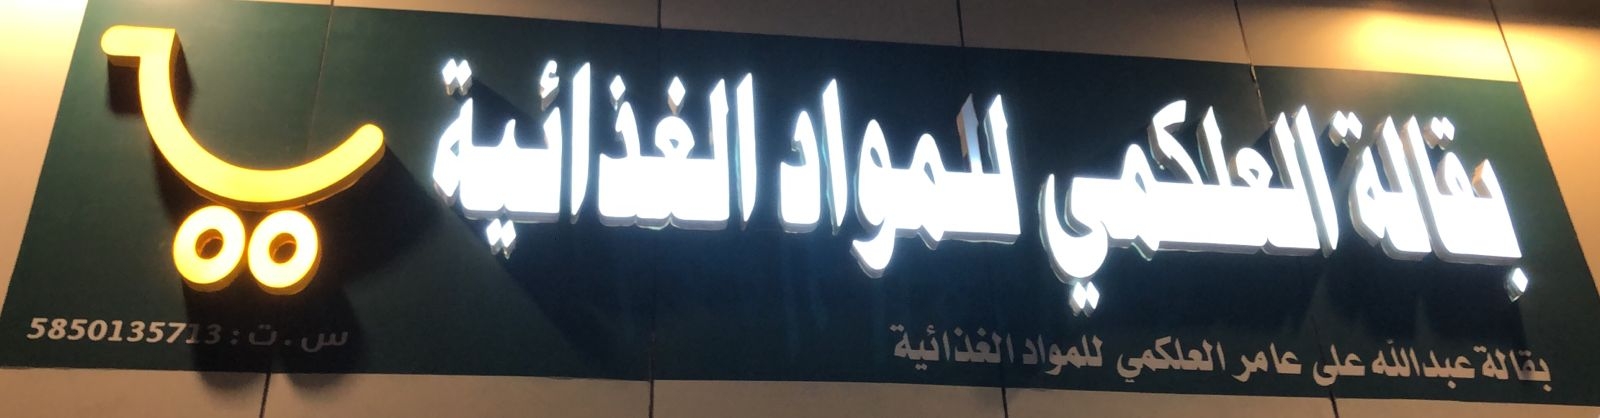 بقالة العلكمي للمواد الغذائية
بقالة عبدالله على عامر العلكمي للمواد الغذائية
س . ت : 5850135713